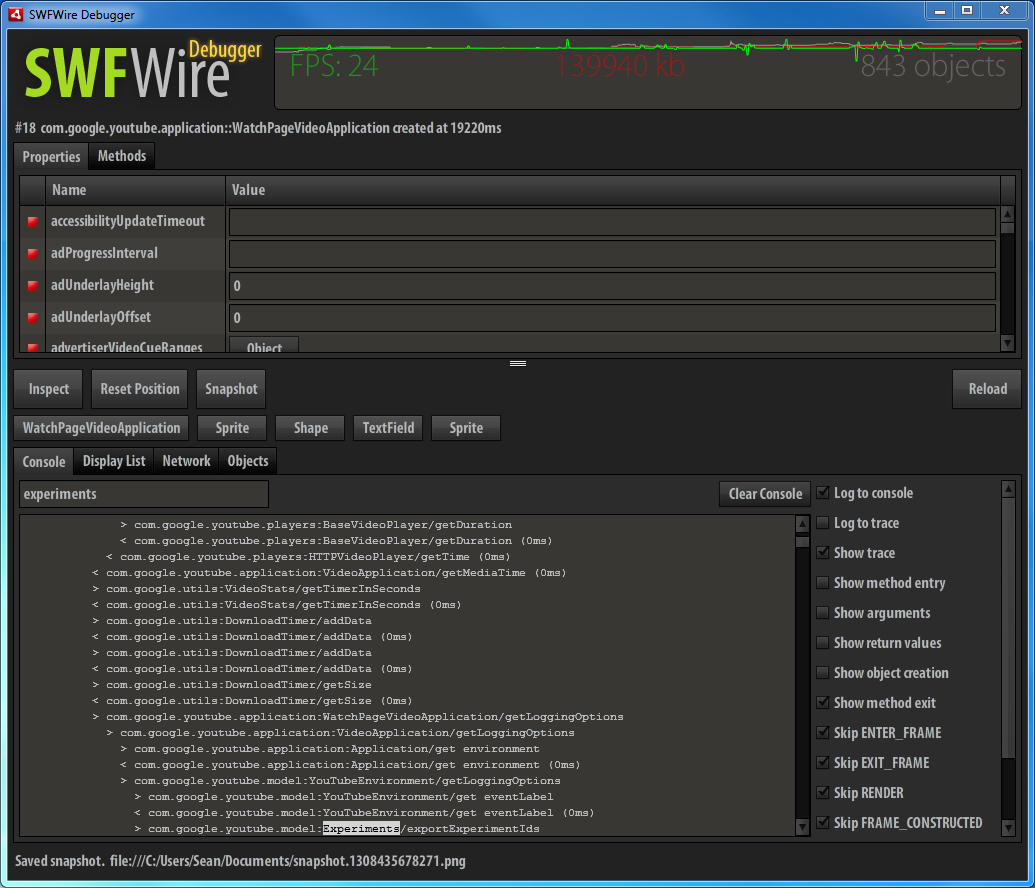 SWFWire Debugger
SWFWire Debugger
FPS: 24 139940 kb 843 objects
#18 com.google.youtube.application::WatchPageVideoApplication created at 19220ms
Properties Methods
Name Value
accessibilityUpdateTimeout
adProgressInterval
adUnderlayHeight 0
adUnderlayOffset 0
advertiserVideoCueRanges Object
Inspect Reset Position Snapshot Reload
WatchPageVideoApplication Sprite Shape TextField Sprite
Console Display List Network Objects
experiments Clear Console
> com.google.youtube.players:BaseVideoPlayer/getDuration
< com.google.youtube.players:BaseVideoPlayer/getDuration (0ms)
< com.google.youtube.players:HTTPVideoPlayer/getTime (0ms)
< com.google.youtube.application:VideoApplication/getMediaTime (0ms)
> com.google.utils:VideoStats/getTimerInSeconds
< com.google.utils:VideoStats/getTimerInSeconds (0ms)
> com.google.utils:DownloadTimer/addData
< com.google.utils:DownloadTimer/addData (0ms)
> com.google.utils:DownloadTimer/addData
< com.google.utils:DownloadTimer/addData (0ms)
> com.google.utils:DownloadTimer/getSize
< com.google.utils:DownloadTimer/getSize (0ms)
> com.google.youtube.application:WatchPageVideoApplication/getLoggingOptions
> com.google.youtube.application:VideoApplication/getLoggingOptions
> com.google.youtube.application:Application/get environment
< com.google.youtube.application:Application/get environment (0ms)
> com.google.youtube.model:YouTubeEnvironment/getLoggingOptions
> com.google.youtube.model:YouTubeEnvironment/get eventLabel
< com.google.youtube.model:YouTubeEnvironment/get eventLabel (0ms)
> com.google.youtube.model:Experiments/exportExperimentIds
Log to console
Log to trace
Show trace
Show method entry
Show arguments
Show return values
Show object creation
Show method exit
Skip ENTER_FRAME
Skip EXIT_FRAME
Skip RENDER
Skip FRAME_CONSTRUCTED
Saved snapshot. file:///C:/Users/Sean/Documents/snapshot.1308435678271.png